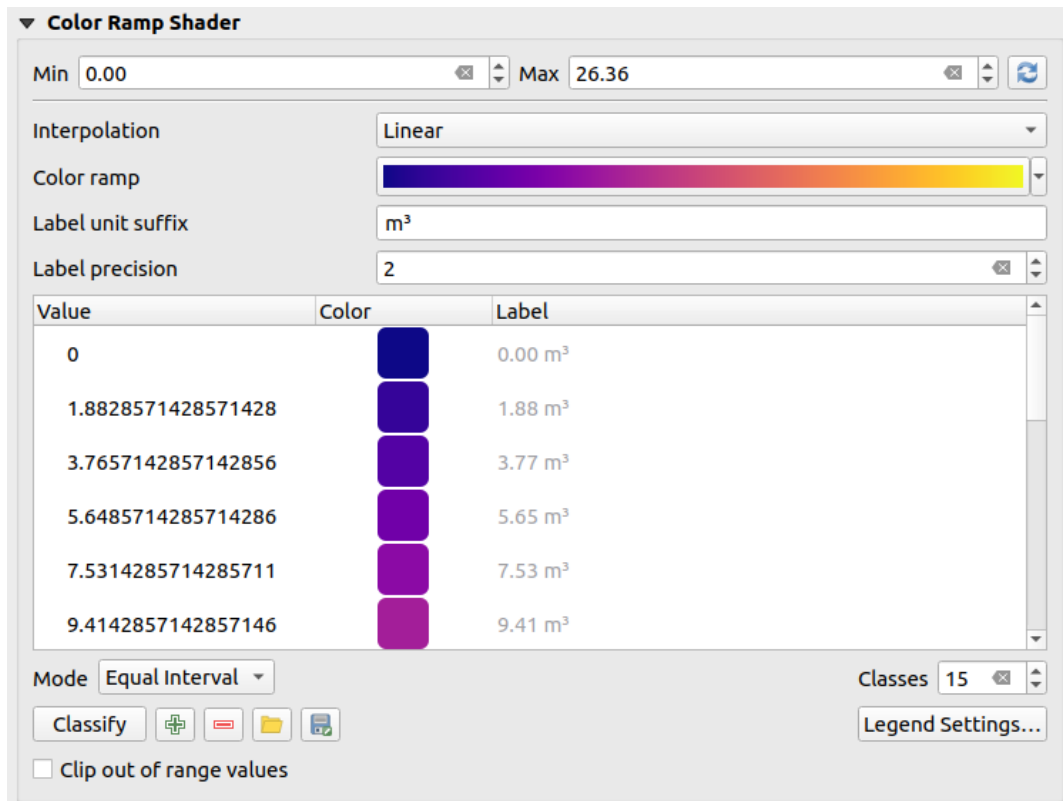 Color Ramp Shader
Min 0.00 Max 26.36
Interpolation Linear
Color ramp
Label unit suffix m³
Label precision 2
Value Color Label
0 0.00 m³
1.8828571428571428 1.88 m³
3.7657142857142856 3.77 m³
5.6485714285714286 5.65 m³
7.5314285714285711 7.53 m³
9.4142857142857146 9.41 m³
Mode Equal Interval Classes 15
Classify Legend Settings...
Clip out of range values